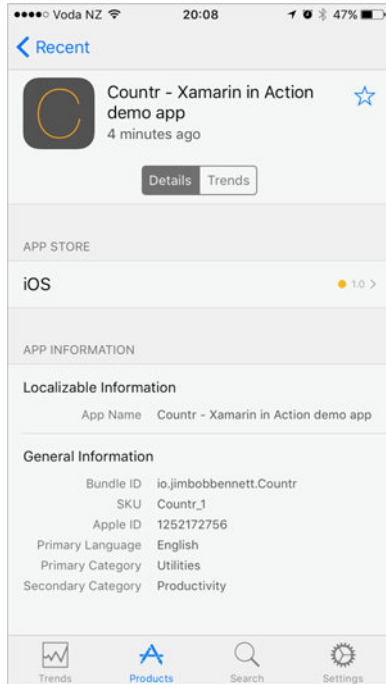 Voda NZ 20:08 47%
Recent
Countr - Xamarin in Action
demo app
4 minutes ago
Details Trends
APP STORE
iOS 1.0
APP INFORMATION
Localizable Information
App Name Countr - Xamarin in Action demo app
General Information
Bundle ID io.jimbobbennett.Countr
SKU Countr_1
Apple ID 1252172756
Primary Language English
Primary Category Utilities
Secondary Category Productivity
Trends Products Search Settings